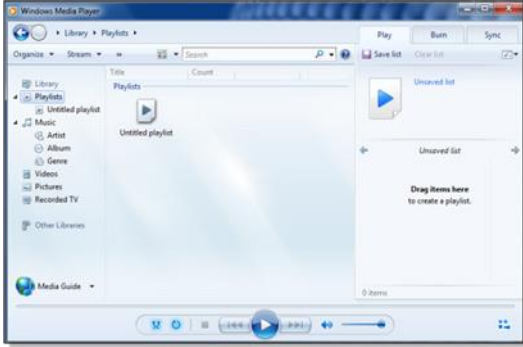 Windows Media Player
Library
Playlists
Play
Burn
Sync
Organize
Stream
Search
Save list
Clear list
Title
Count
Playlists
Unsaved list
Library
Playlists
Untitled playlist
Music
Artist
Album
Genre
Videos
Pictures
Recorded TV
Other Libraries
Untitled playlist
Unsaved list
Drag items here
to create a playlist.
Media Guide
0 items